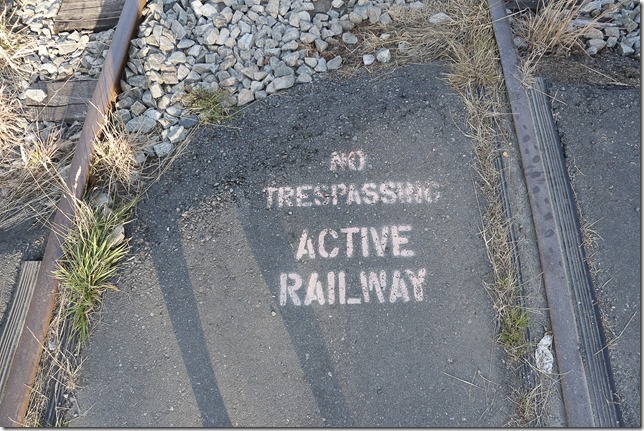 NO
TRESPASSING
ACTIVE
RAILWAY